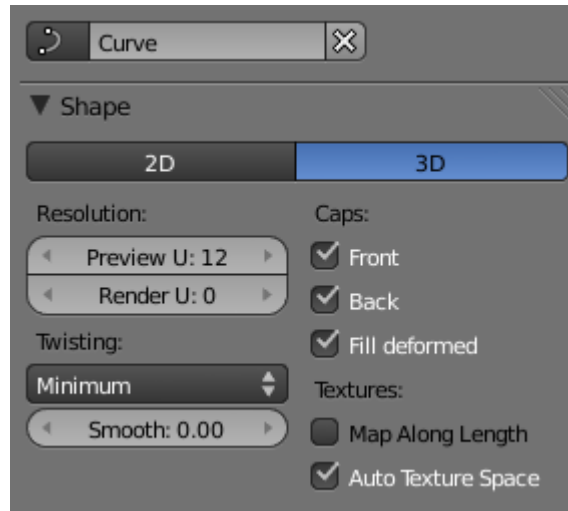 Curve
Shape
2D 3D
Resolution: Caps:
Preview U: 12 Front
Render U: 0 Back
Twisting: Fill deformed
Minimum Textures:
Smooth: 0.00 Map Along Length
Auto Texture Space